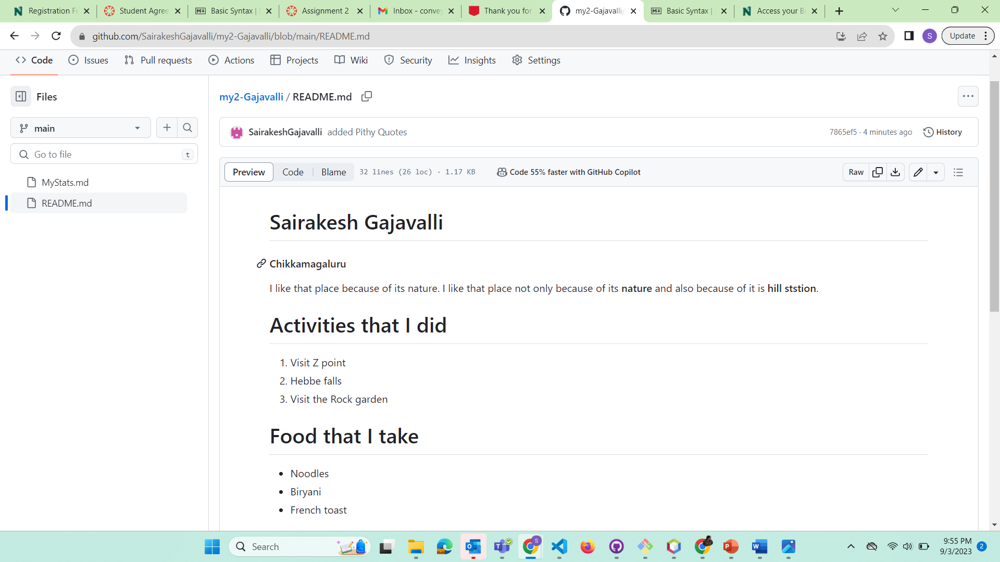 Registration Fe
Student Agree
Basic Syntax |
Assignment 2
Inbox - convey
Thank you for
my2-Gajavalli/
Basic Syntax |
Access your Be
github.com/SairakeshGajavalli/my2-Gajavalli/blob/main/README.md
S
Update
Code
Issues
Pull requests
Actions
Projects
Wiki
Security
Insights
Settings
Files
main
Go to file
t
MyStats.md
README.md
my2-Gajavalli / README.md
SairakeshGajavalli added Pithy Quotes
7865ef5 · 4 minutes ago
History
Preview
Code
Blame
32 lines (26 loc) · 1.17 KB
Code 55% faster with GitHub Copilot
Raw
Sairakesh Gajavalli
Chikkamagaluru
I like that place because of its nature. I like that place not only because of its nature and also because of it is hill ststion.
Activities that I did
1. Visit Z point
2. Hebbe falls
3. Visit the Rock garden
Food that I take
• Noodles
• Biryani
• French toast
Search
9:55 PM
9/3/2023
2